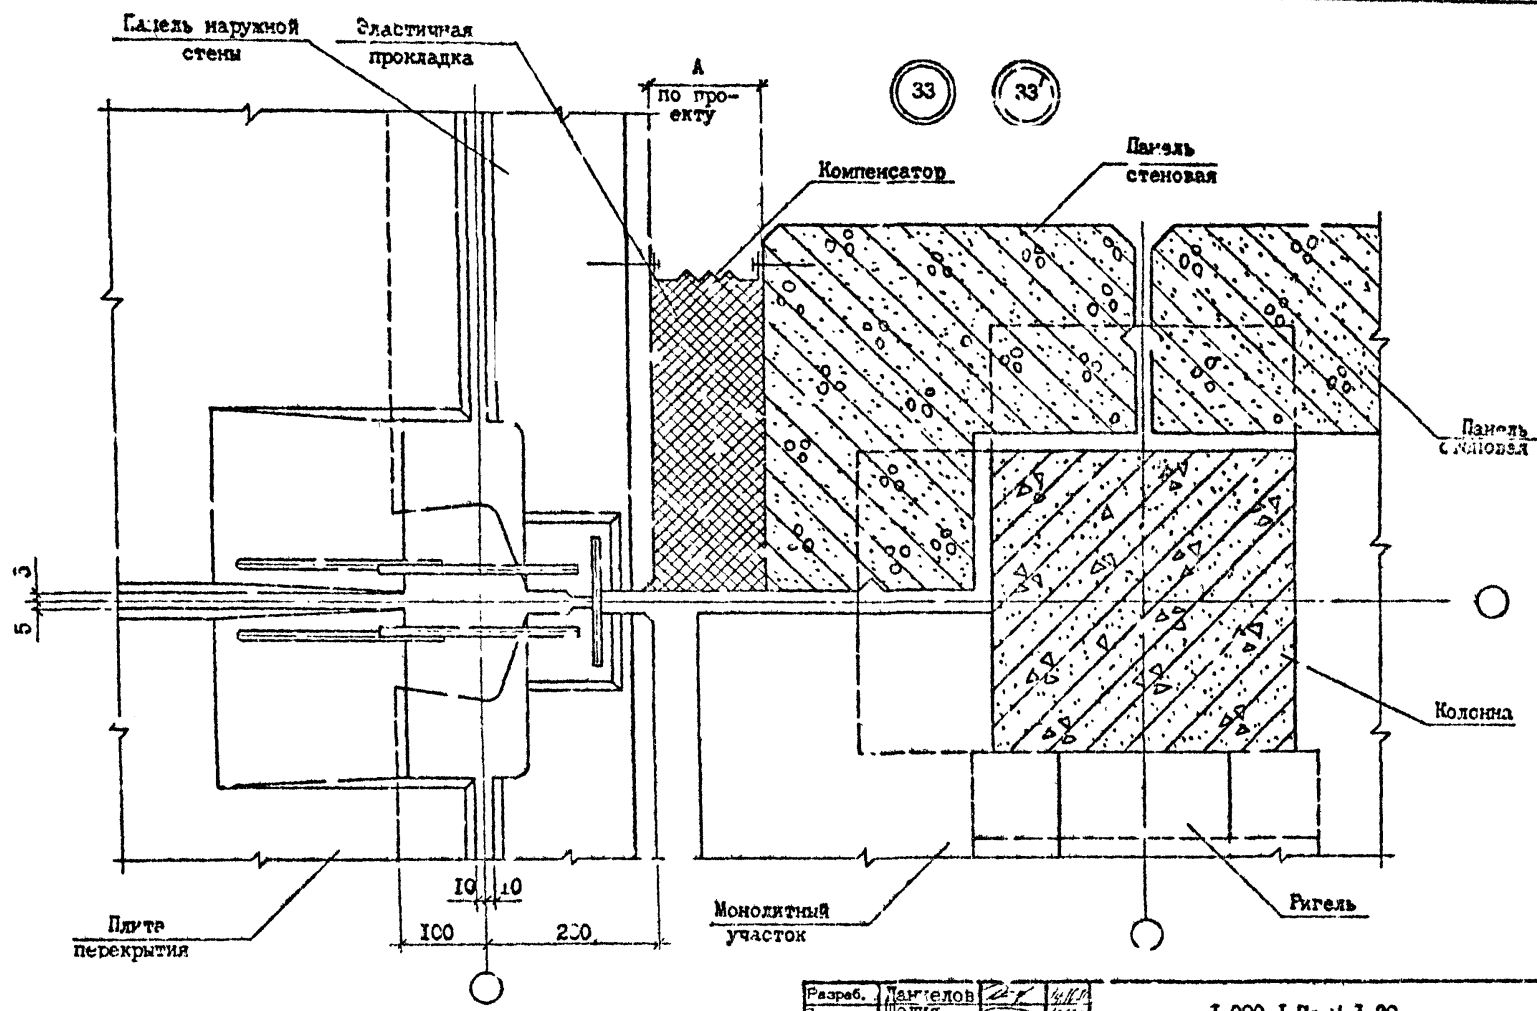 Панель наружной
стены
Эластичная
прокладка
А
по про-
екту
33
33'
Компенсатор
Панель
стеновая
Панель
стеновая
3
5
Колонна
10 10
100 200
Плита
перекрытия
Монолитный
участок
Ригель
Разраб.